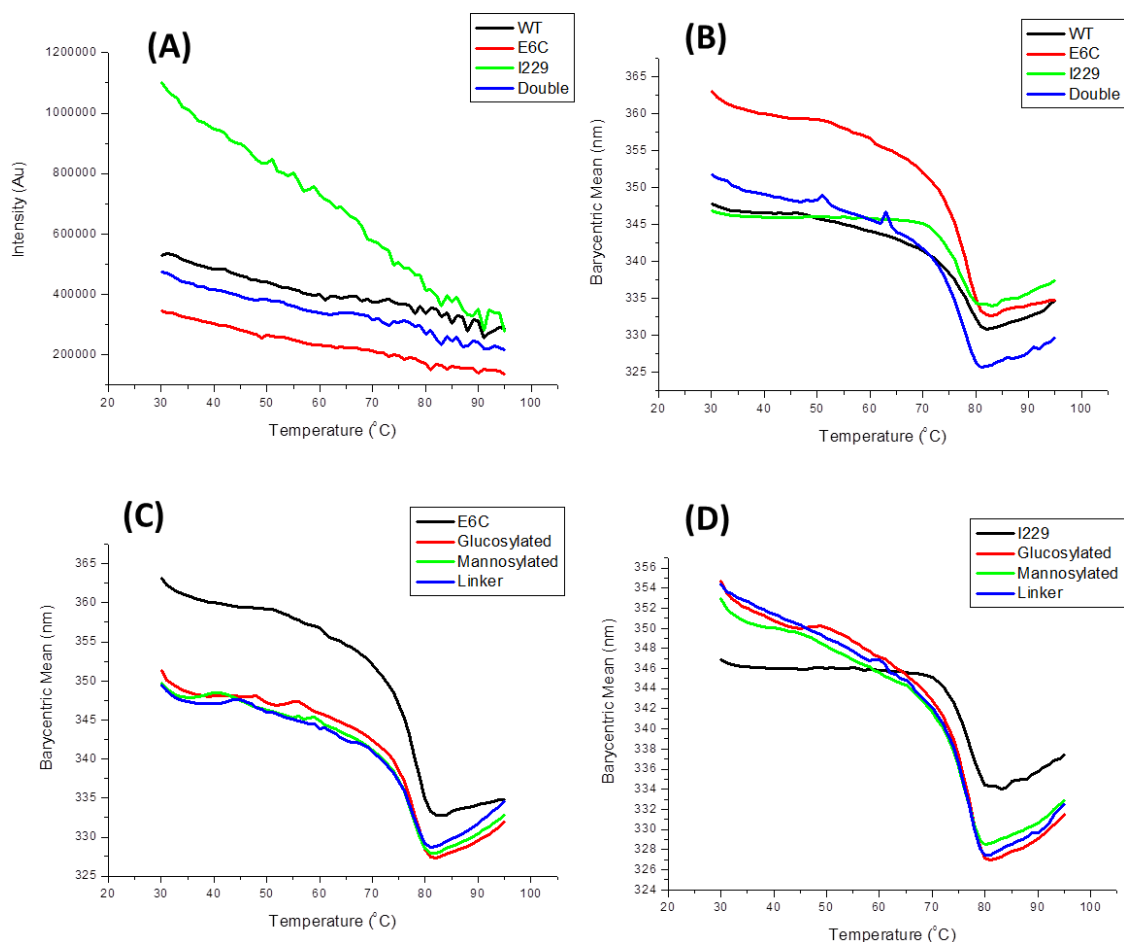 (A)
WT
E6C
I229
Double
1200000
1000000
800000
600000
400000
200000
Intensity (Au)
20 30 40 50 60 70 80 90 100
Temperature (°C)
(B)
WT
E6C
I229
Double
365
360
355
350
345
340
335
330
325
Barycentric Mean (nm)
20 30 40 50 60 70 80 90 100
Temperature (°C)
(C)
E6C
Glucosylated
Mannosylated
Linker
365
360
355
350
345
340
335
330
325
Barycentric Mean (nm)
20 30 40 50 60 70 80 90 100
Temperature (°C)
(D)
I229
Glucosylated
Mannosylated
Linker
356
354
352
350
348
346
344
342
340
338
336
334
332
330
328
326
324
Barycentric Mean (nm)
20 30 40 50 60 70 80 90 100
Temperature (°C)